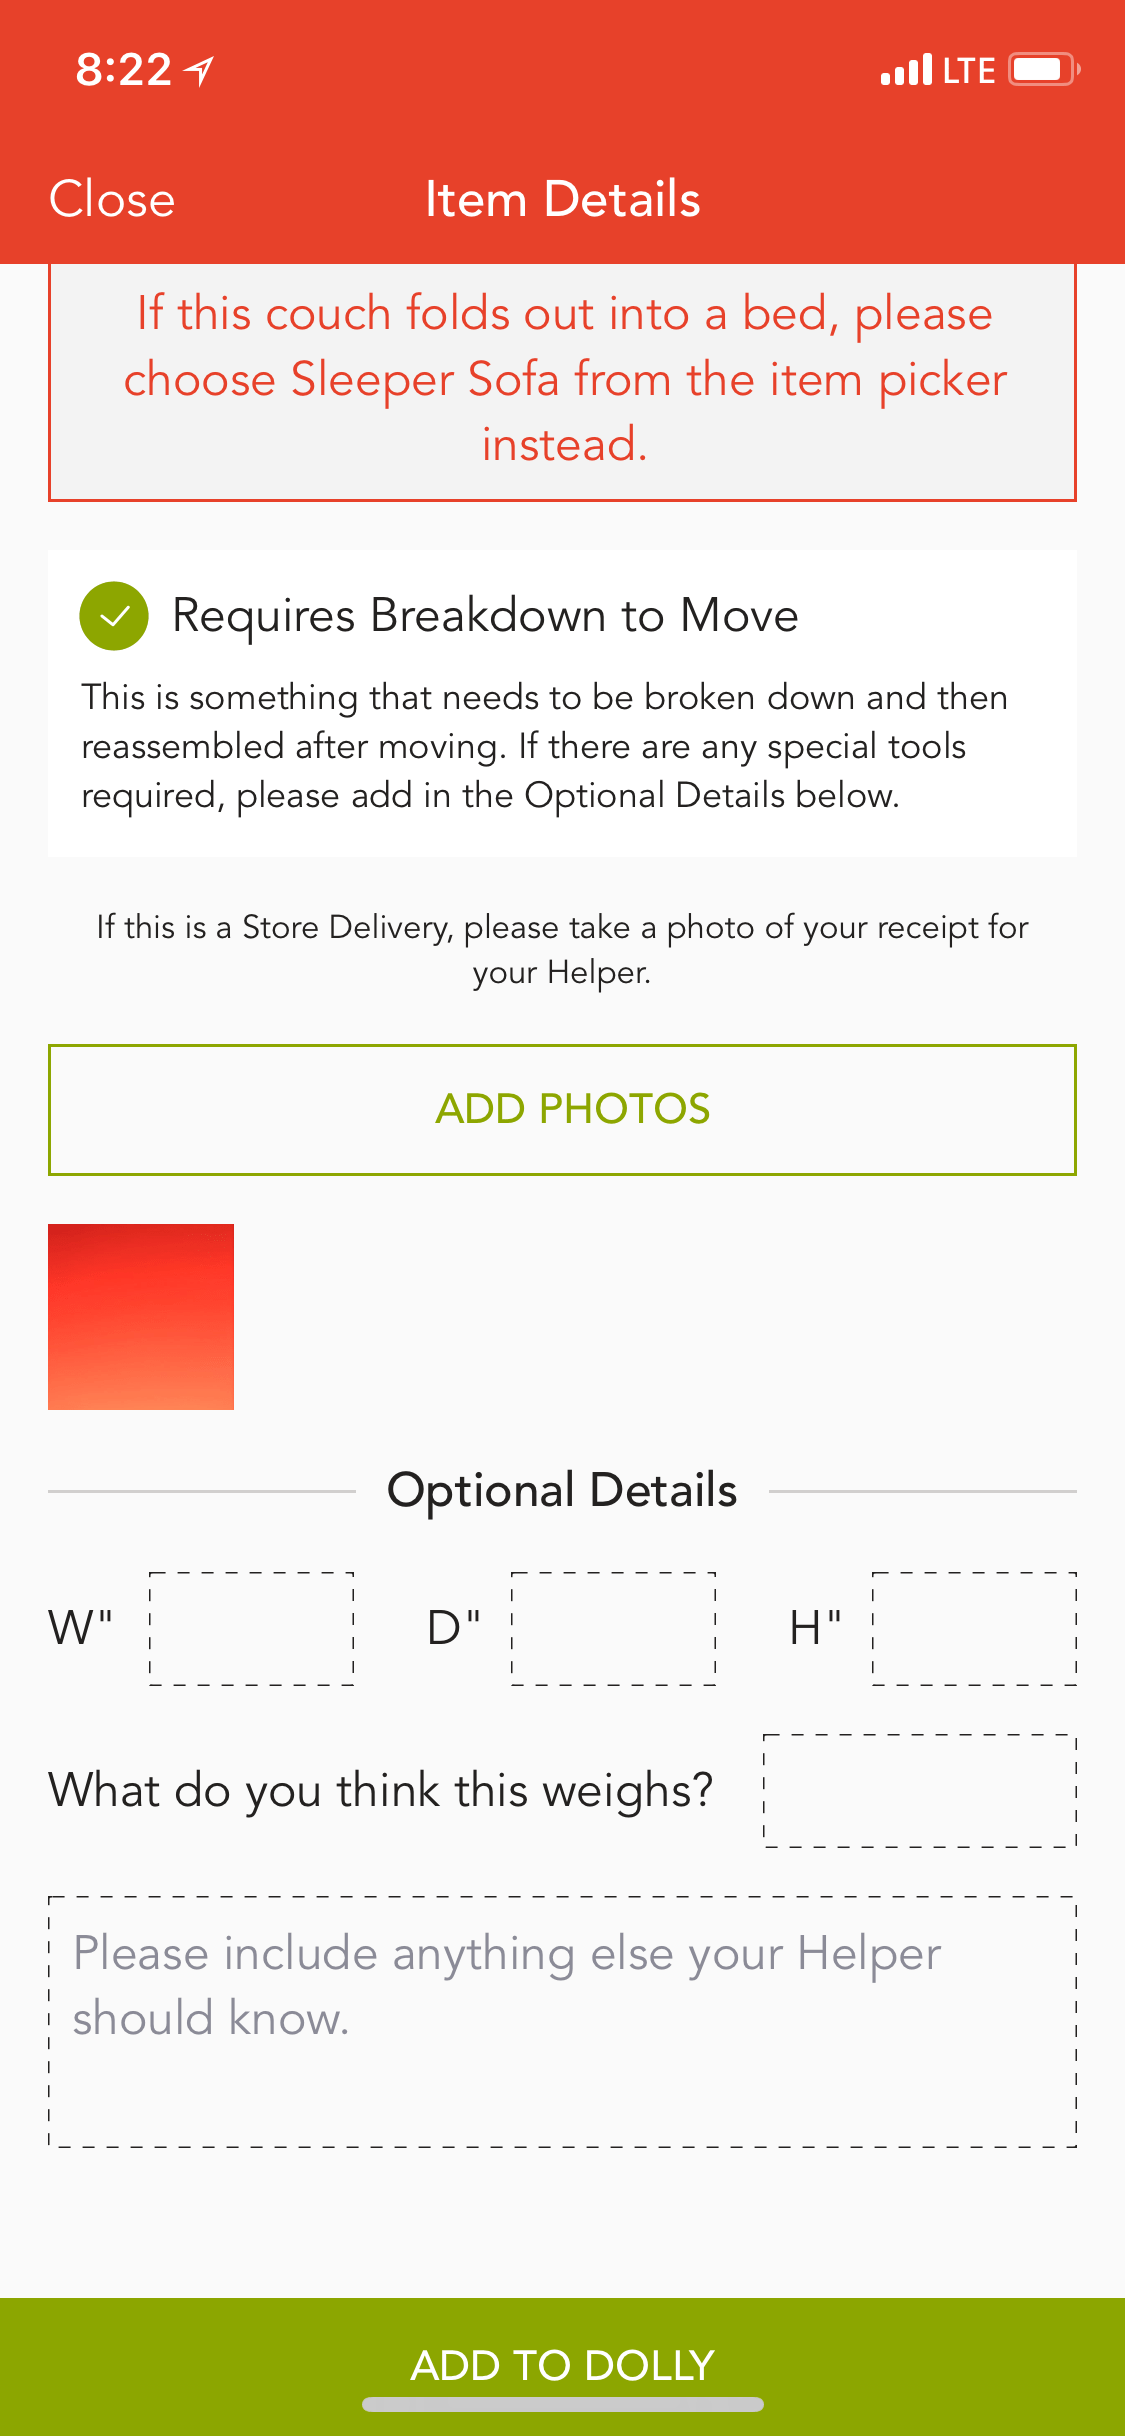 8:22
LTE
Close
Item Details
If this couch folds out into a bed, please
choose Sleeper Sofa from the item picker
instead.
Requires Breakdown to Move
This is something that needs to be broken down and then
reassembled after moving. If there are any special tools
required, please add in the Optional Details below.
If this is a Store Delivery, please take a photo of your receipt for
your Helper.
ADD PHOTOS
Optional Details
W" D" H"
What do you think this weighs?
Please include anything else your Helper
should know.
ADD TO DOLLY